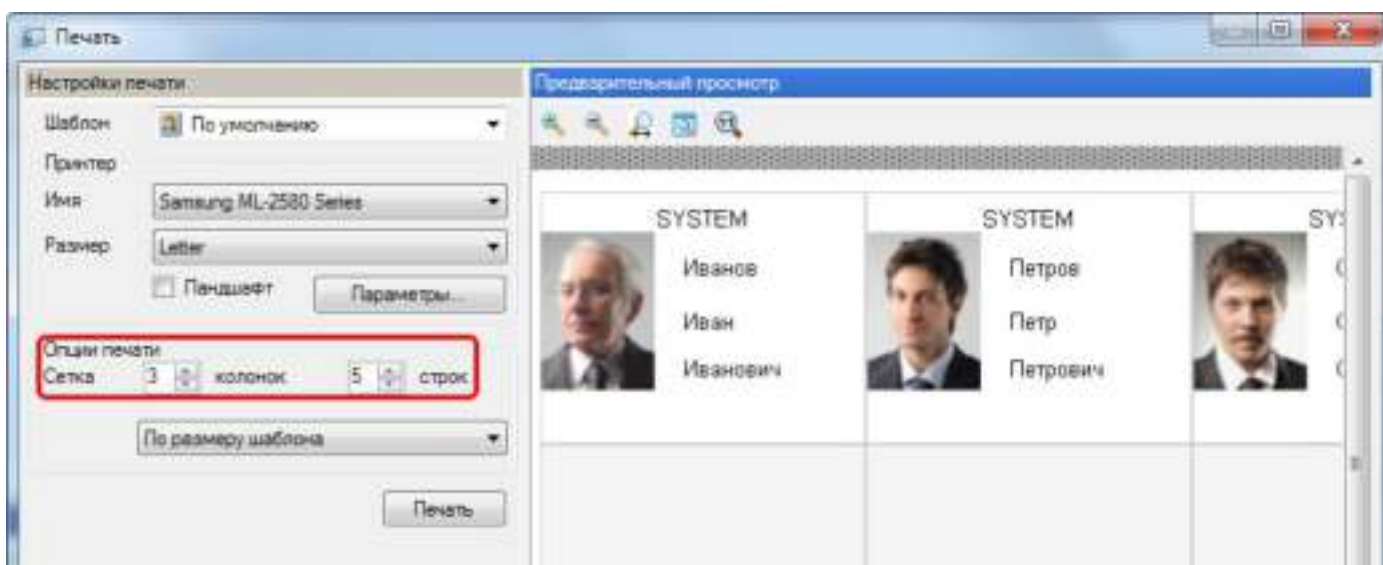 Печать
Настройки печати
Шаблон По умолчанию
Принтер
Имя Samsung ML-2580 Series
Размер Letter
Ландшафт Параметры...
Опции печати
Сетка 3 колонок 5 строк
По размеру шаблона
Печать
Предварительный просмотр
SYSTEM
Иванов
Иван
Иванович
SYSTEM
Петров
Петр
Петрович